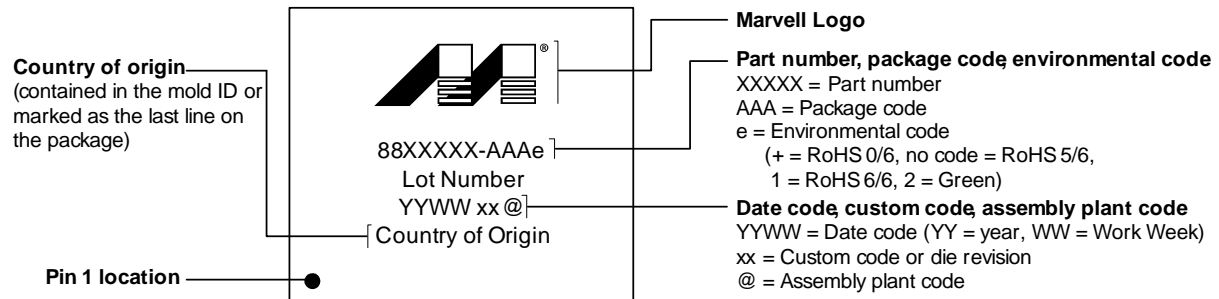 Marvell Logo
Country of origin
(contained in the mold ID or
marked as the last line on
the package)
®
Part number, package code, environmental code
XXXXX = Part number
AAA = Package code
e = Environmental code
(+ = RoHS 0/6, no code = RoHS 5/6,
1 = RoHS 6/6, 2 = Green)
88XXXXX-AAAe
Lot Number
YYWW xx @
Country of Origin
Date code, custom code, assembly plant code
YYWW = Date code (YY = year, WW = Work Week)
xx = Custom code or die revision
@ = Assembly plant code
Pin 1 location